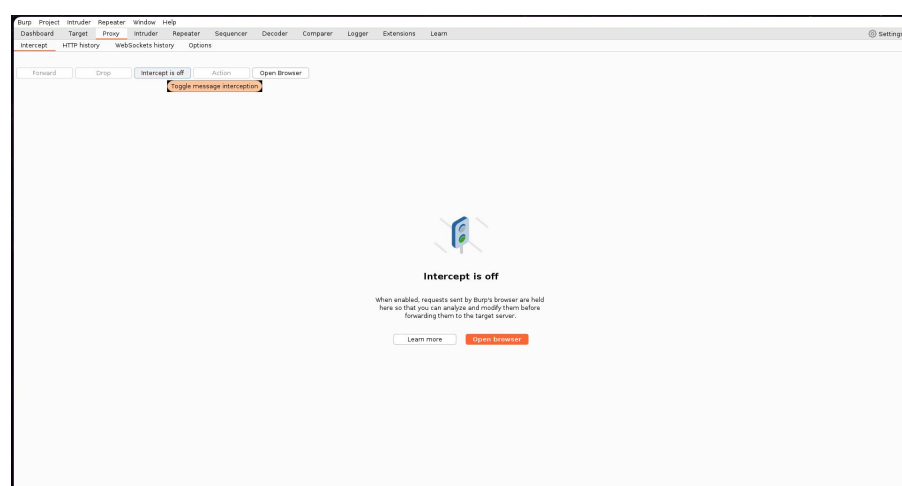 Burp Project Intruder Repeater Window Help
Dashboard Target Proxy Intruder Repeater Sequencer Decoder Comparer Logger Extensions Learn Settings
Intercept HTTP history WebSockets history Options
Forward Drop Intercept is off Action Open Browser
Toggle message interception
Intercept is off
When enabled, requests sent by Burp's browser are held
here so that you can analyze and modify them before
forwarding them to the target server.
Learn more Open browser